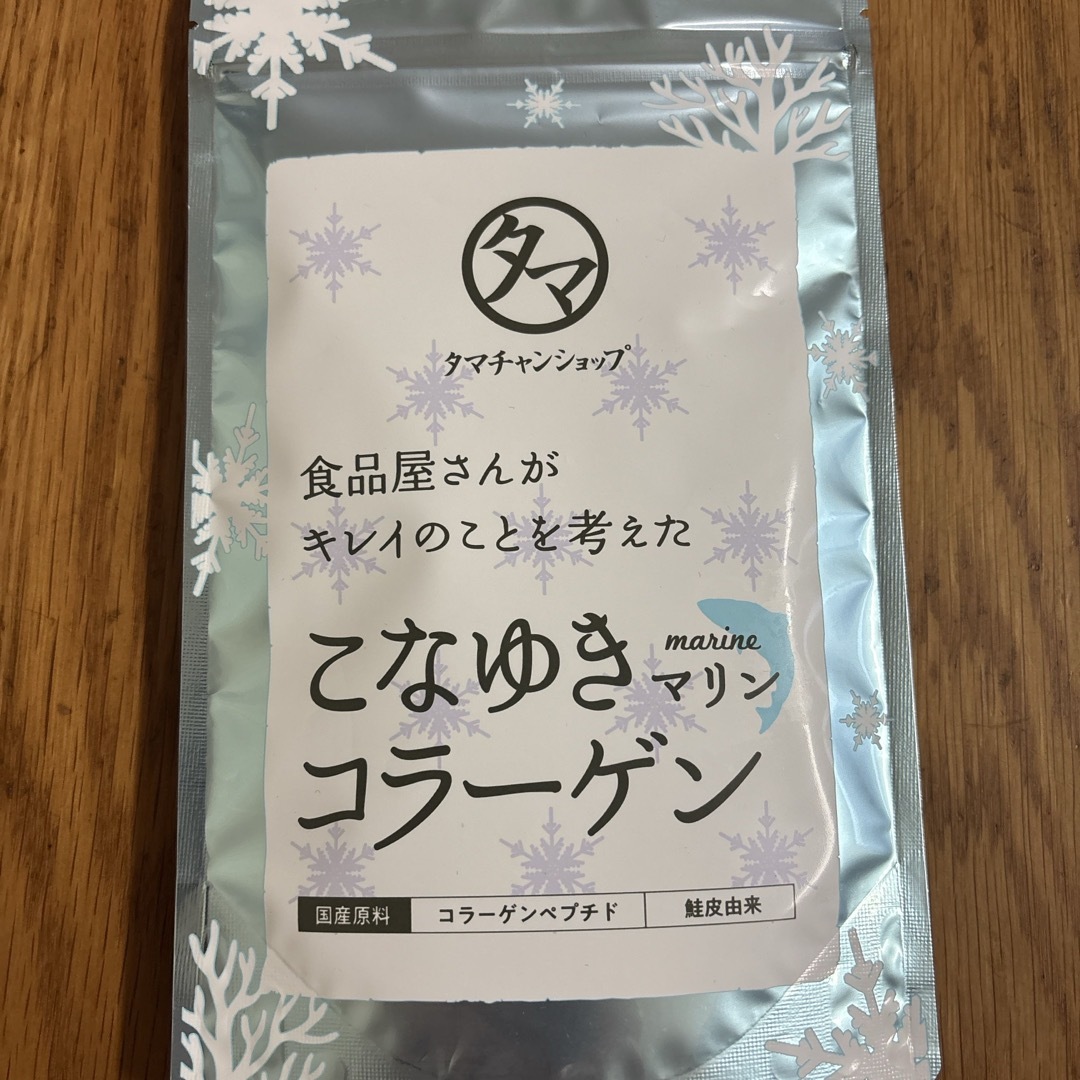 タマ
タマチャンショップ
食品屋さんが
キレイのことを考えた
こなゆき marine マリン
コラーゲン
国産原料 コラーゲンペプチド 鮭皮由来